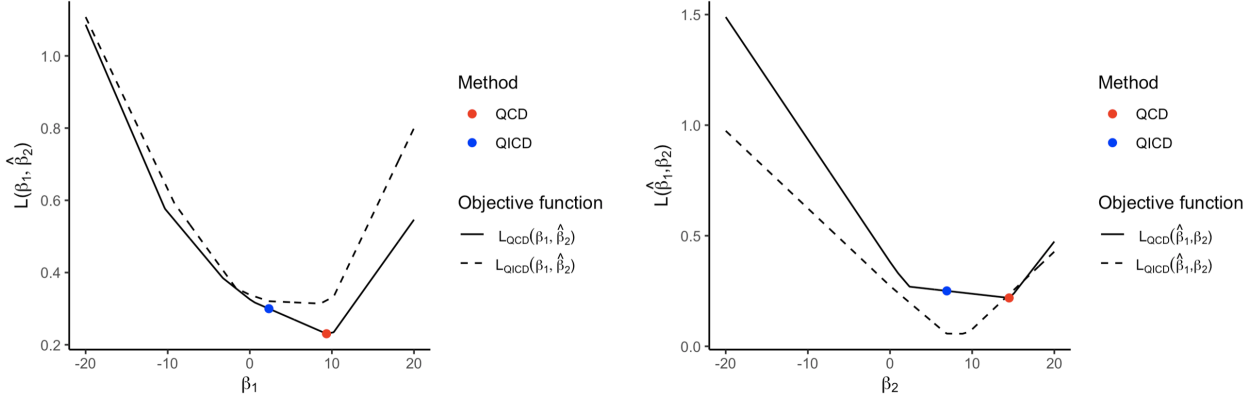 1.0
0.8
0.6
0.4
0.2
-20 -10 0 10 20
β1
L(β1, β̂2)
Method
QCD
QICD
Objective function
LQCD(β1, β̂2)
LQICD(β1, β̂2)
1.5
1.0
0.5
0.0
-20 -10 0 10 20
β2
L(β̂1,β2)
Method
QCD
QICD
Objective function
LQCD(β̂1,β2)
LQICD(β̂1,β2)